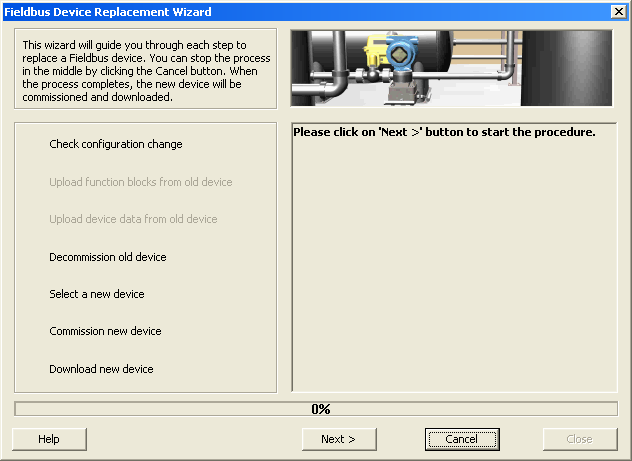 Fieldbus Device Replacement Wizard
This wizard will guide you through each step to
replace a Fieldbus device. You can stop the process
in the middle by clicking the Cancel button. When
the process completes, the new device will be
commissioned and downloaded.
Check configuration change
Upload function blocks from old device
Upload device data from old device
Decommission old device
Select a new device
Commission new device
Download new device
Please click on 'Next >' button to start the procedure.
0%
Help
Next >
Cancel
Close